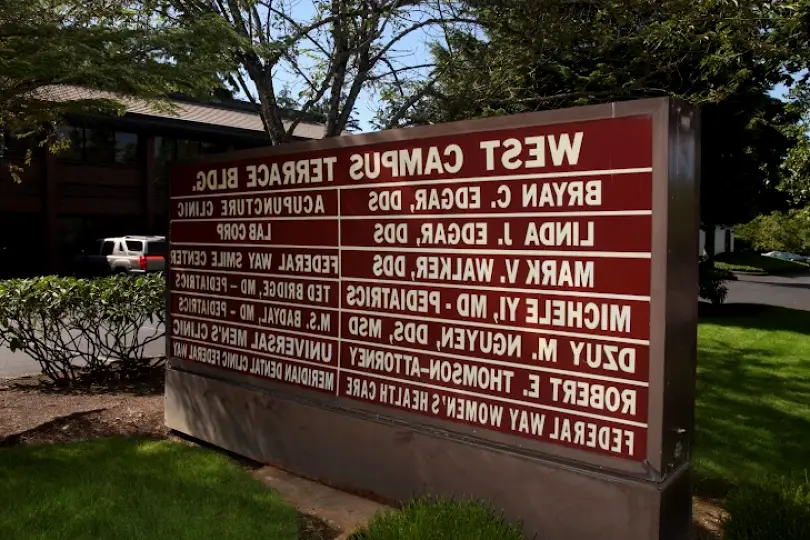 WEST CAMPUS TERRACE BLDG.
BRYAN C. EDGAR, DDS
LINDA J. EDGAR, DDS
MARK V. WALKER, DDS
MICHELE YI, MD - PEDIATRICS
DZUY M. NGUYEN, DDS, MSD
ROBERT E. THOMSON-ATTORNEY
FEDERAL WAY WOMEN'S HEALTH CARE
ACUPUNCTURE CLINIC
LAB CORP
FEDERAL WAY SMILE CENTER
TED BRIDGE, MD - PEDIATRICS
M.S. BADYAL, MD - PEDIATRICS
UNIVERSAL MEN'S CLINIC
MERIDIAN DENTAL CLINIC FEDERAL WAY